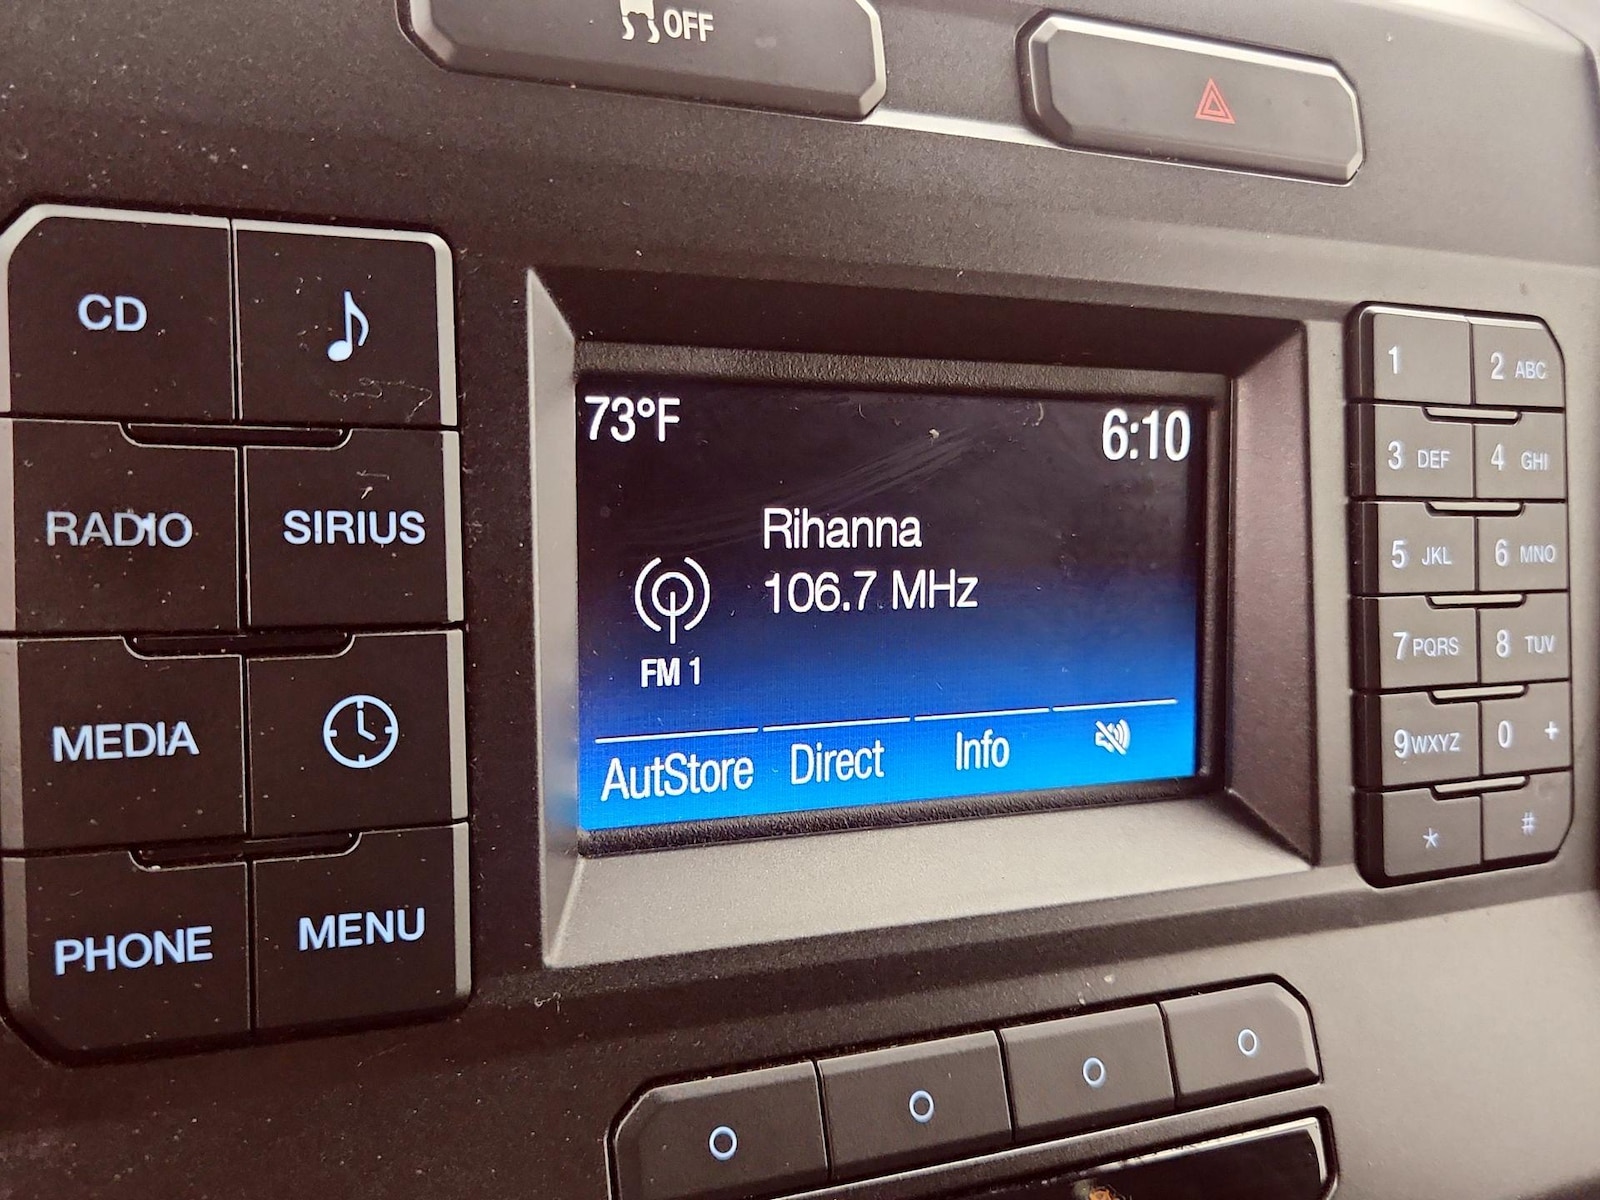 OFF
CD
RADIO
SIRIUS
MEDIA
PHONE
MENU
73°F
6:10
Rihanna
106.7 MHz
FM 1
AutStore
Direct
Info
1
2 ABC
3 DEF
4 GHI
5 JKL
6 MNO
7 PQRS
8 TUV
9 WXYZ
0 +
*
#